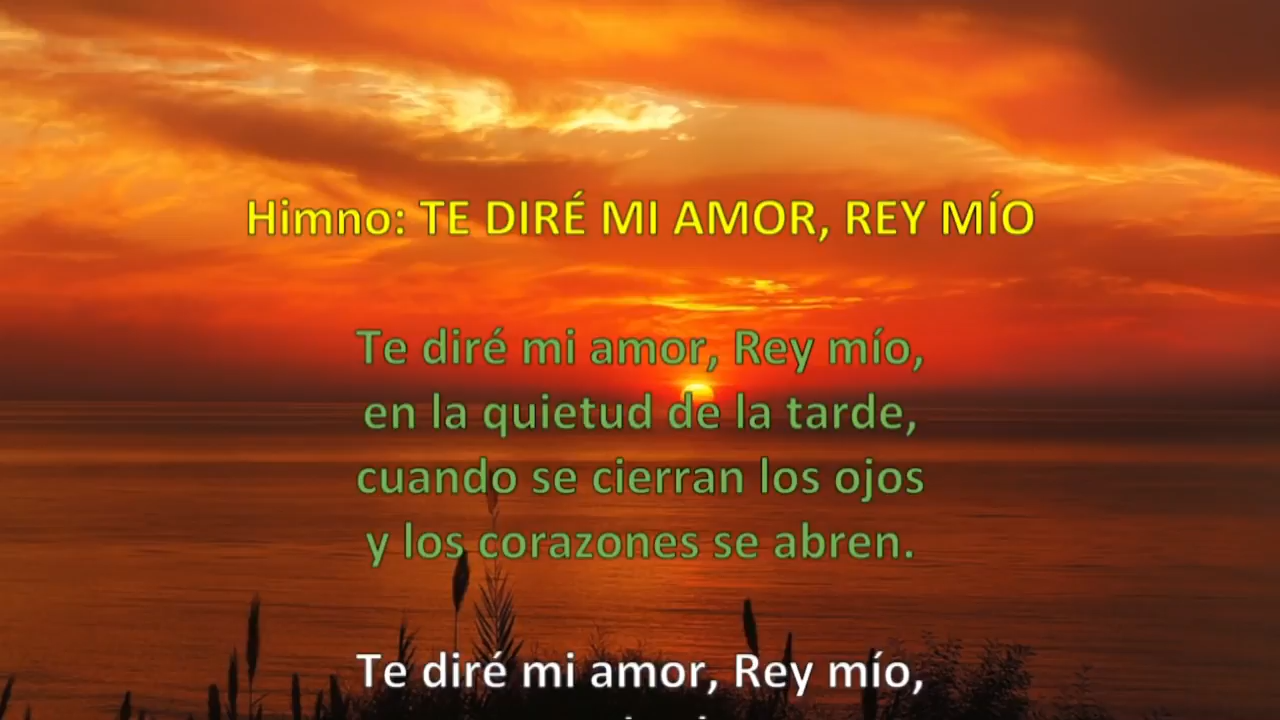 Himno: TE DIRÉ MI AMOR, REY MÍO
Te diré mi amor, Rey mío,
en la quietud de la tarde,
cuando se cierran los ojos
y los corazones se abren.
Te diré mi amor, Rey mío,